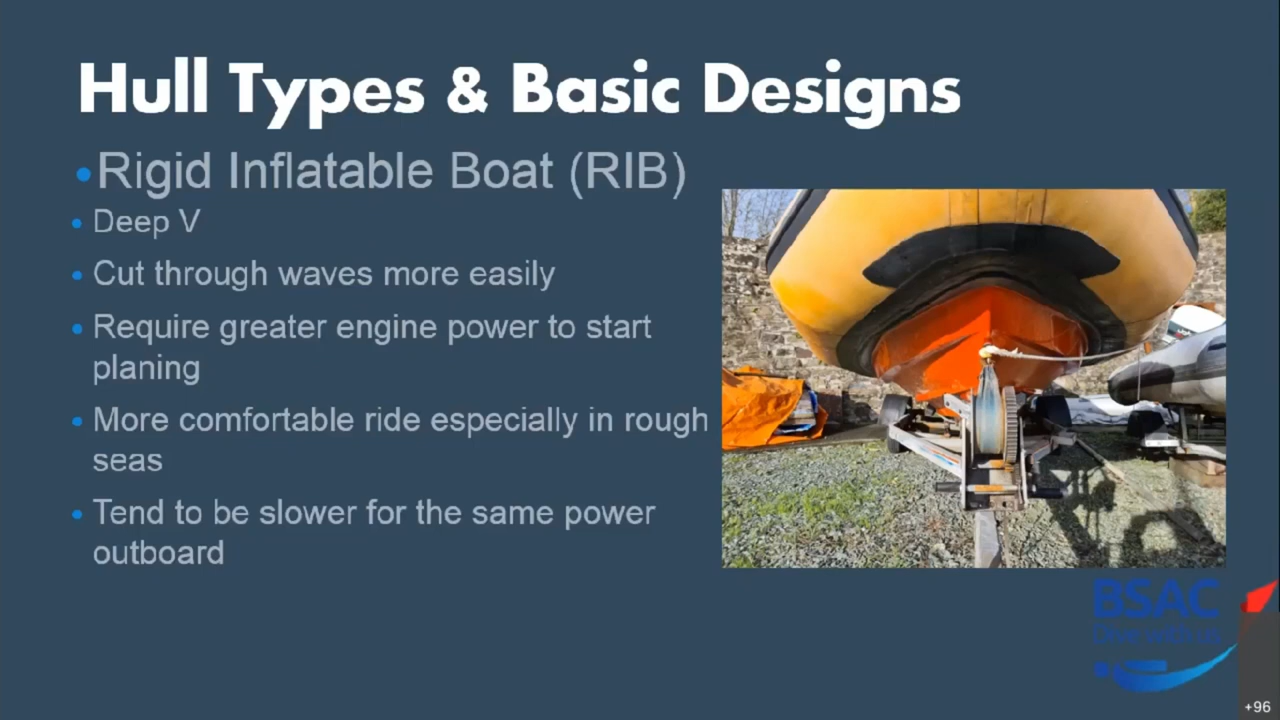 Hull Types & Basic Designs
•Rigid Inflatable Boat (RIB)
• Deep V
• Cut through waves more easily
• Require greater engine power to start
planing
• More comfortable ride especially in rough
seas
• Tend to be slower for the same power
outboard
BSAC
Dive with us
+96